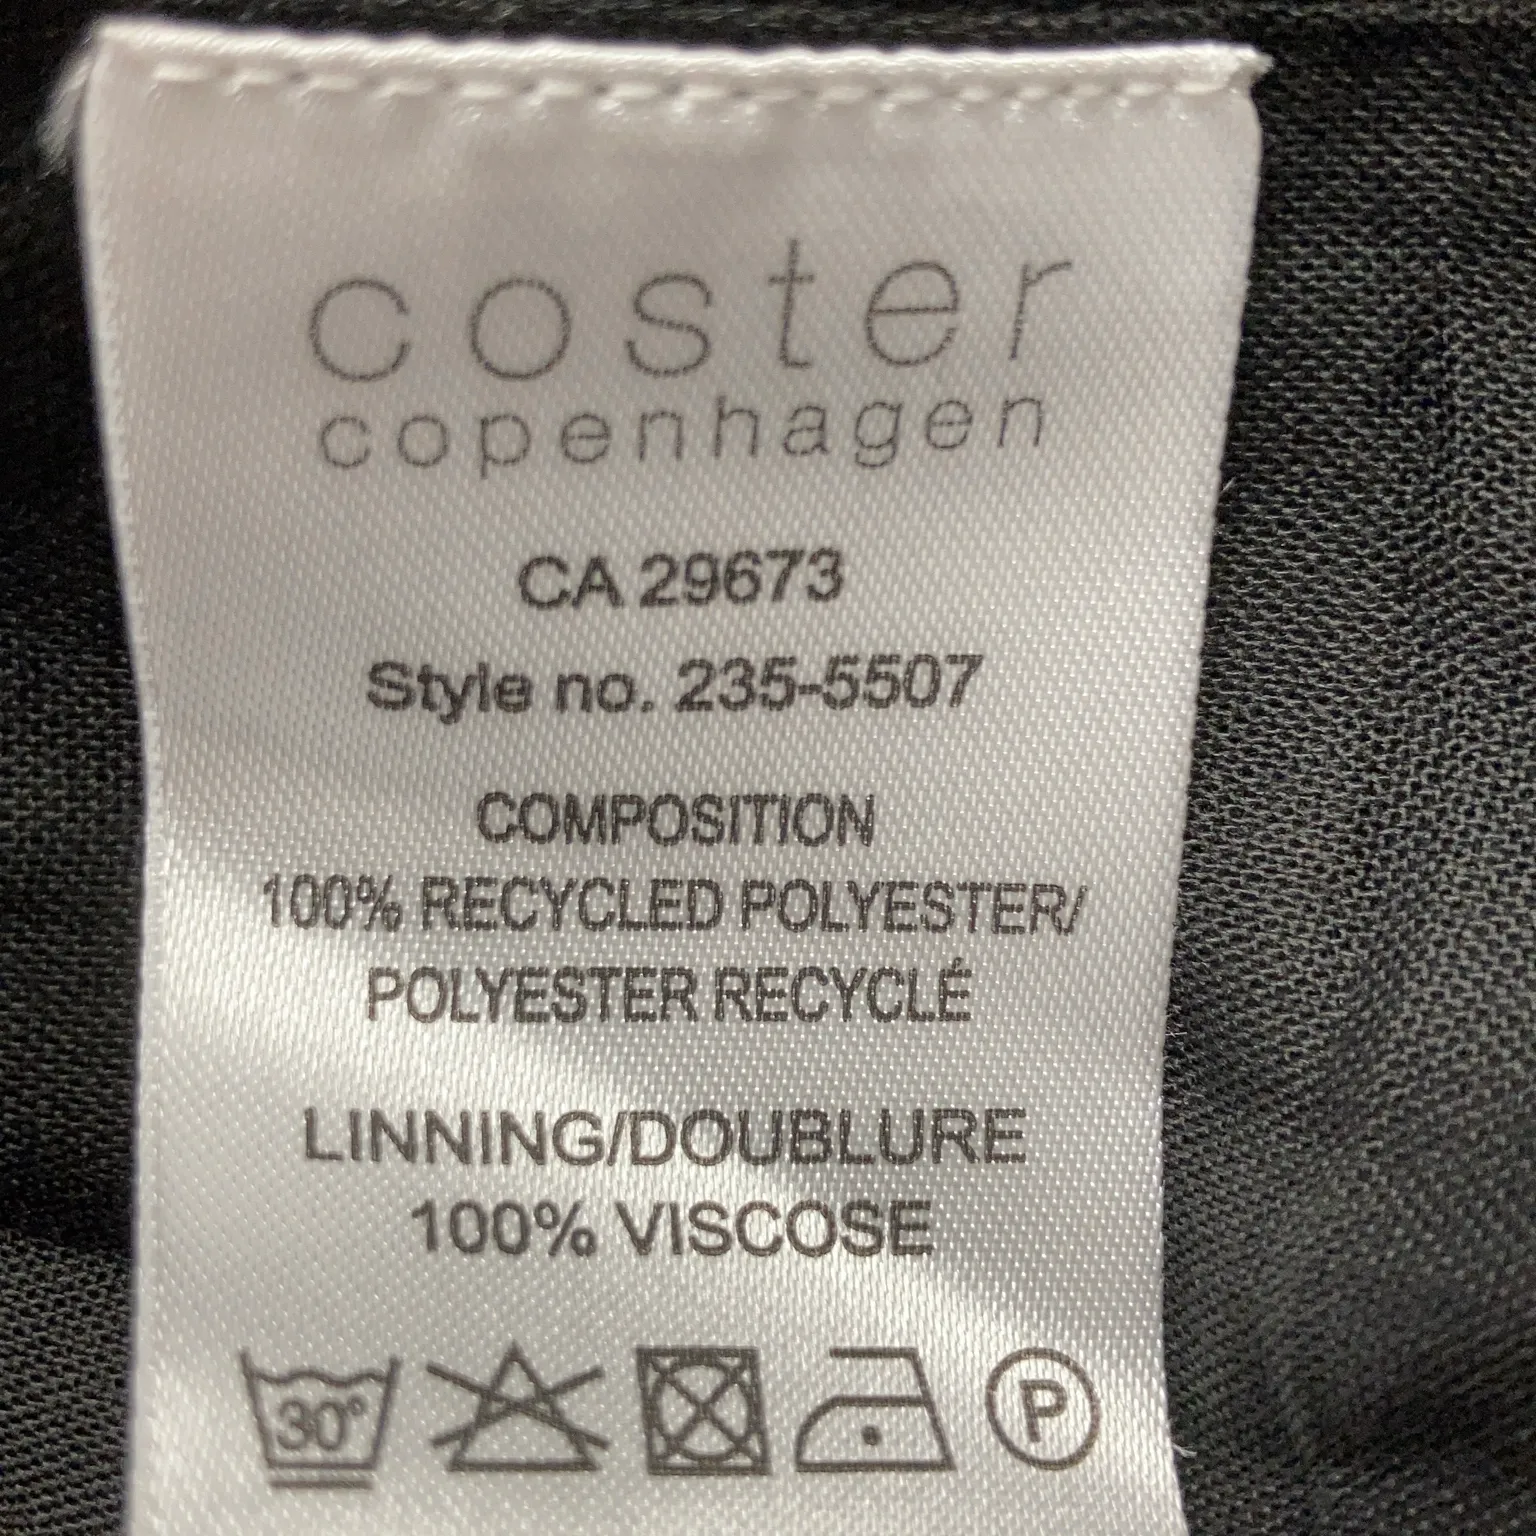 coster
copenhagen
CA 29673
Style no. 235-5507
COMPOSITION
100% RECYCLED POLYESTER/
POLYESTER RECYCLÉ
LINNING/DOUBLURE
100% VISCOSE
30° P